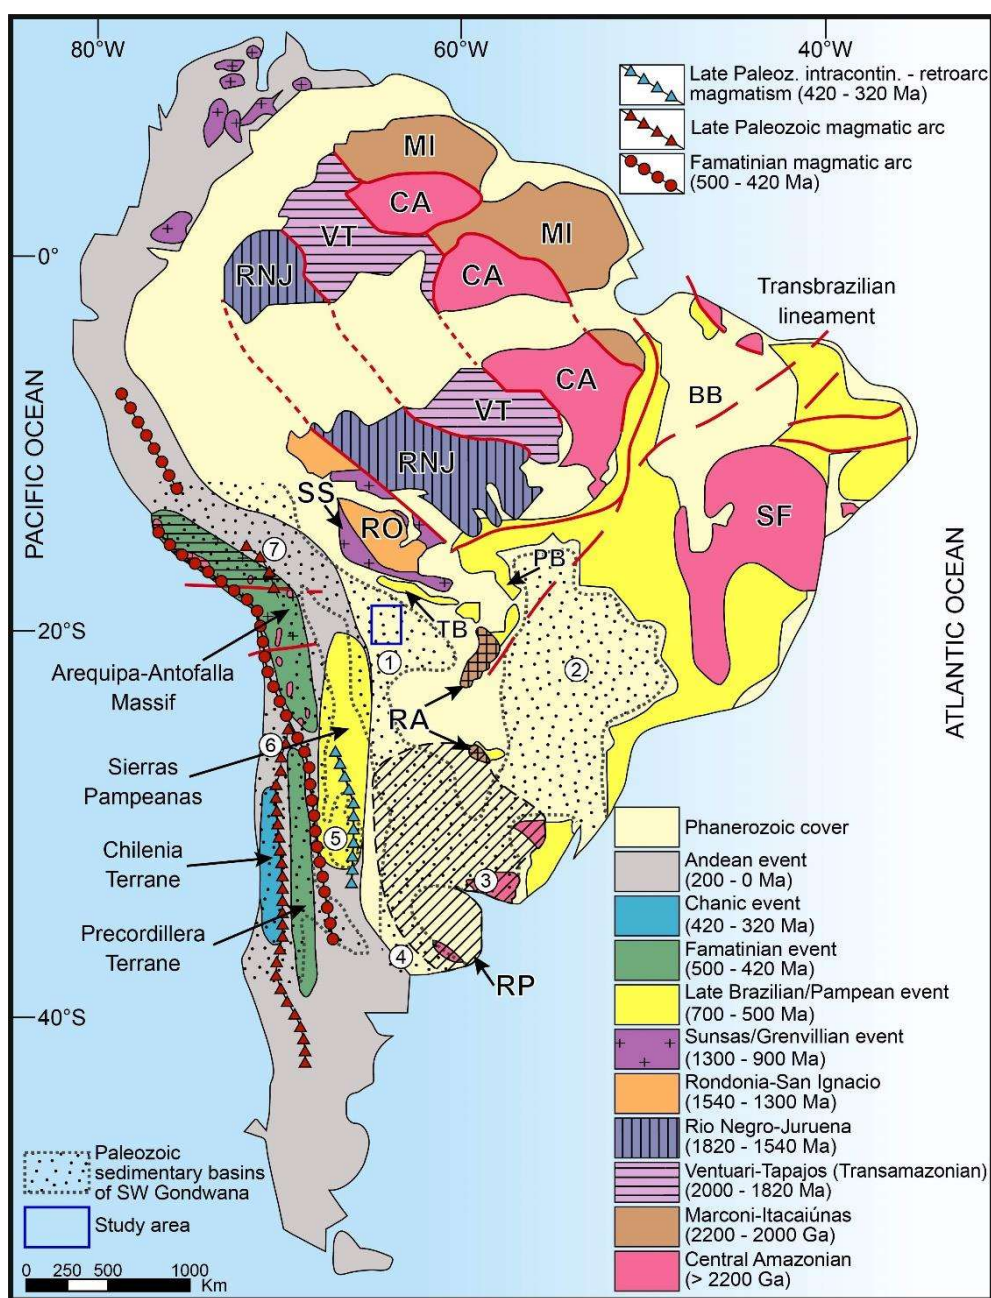 80°W
60°W
40°W
Late Paleoz. intracontin. - retroarc
magmatism (420 - 320 Ma)
Late Paleozoic magmatic arc
Famatinian magmatic arc
(500 - 420 Ma)
MI
CA
VT
MI
RNJ
CA
0°
Transbrazilian
lineament
CA
BB
VT
RNJ
SS
RO
SF
PACIFIC OCEAN
ATLANTIC OCEAN
7
PB
TB
20°S
1
2
Arequipa-Antofalla
Massif
RA
6
Sierras
Pampeanas
5
Chilenia
Terrane
3
Precordillera
Terrane
4
RP
40°S
Phanerozoic cover
Andean event
(200 - 0 Ma)
Chanic event
(420 - 320 Ma)
Famatinian event
(500 - 420 Ma)
Late Brazilian/Pampean event
(700 - 500 Ma)
Sunsas/Grenvillian event
(1300 - 900 Ma)
Rondonia-San Ignacio
(1540 - 1300 Ma)
Rio Negro-Juruena
(1820 - 1540 Ma)
Ventuari-Tapajos (Transamazonian)
(2000 - 1820 Ma)
Marconi-Itacaiúnas
(2200 - 2000 Ga)
Central Amazonian
(> 2200 Ga)
Paleozoic
sedimentary basins
of SW Gondwana
Study area
0 250 500 1000
Km